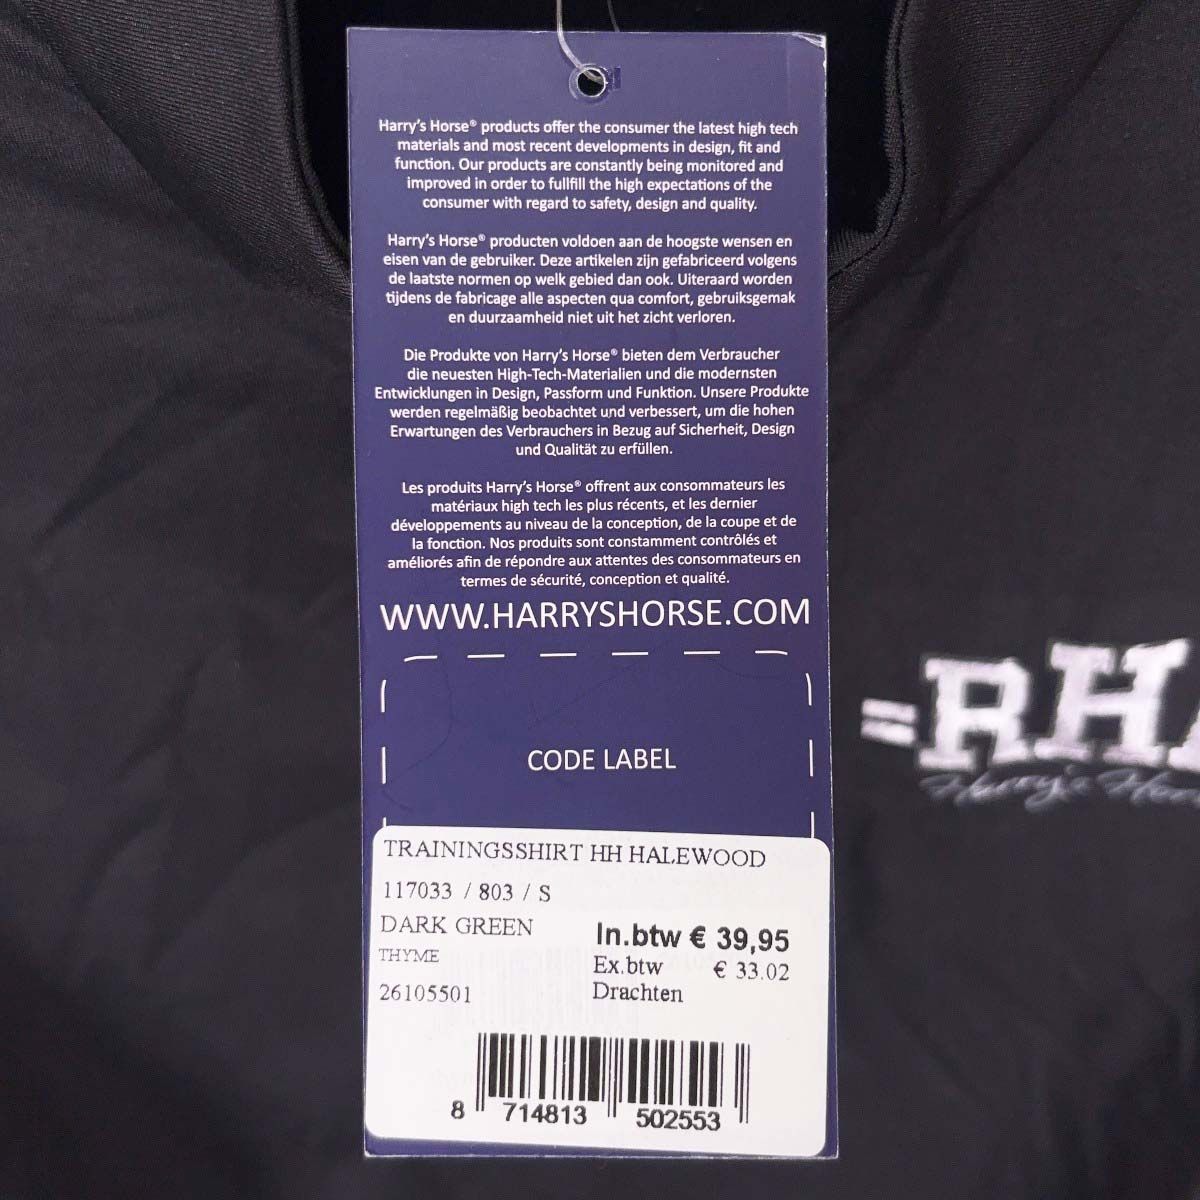 Harry's Horse® products offer the consumer the latest high tech
materials and most recent developments in design, fit and
function. Our products are constantly being monitored and
improved in order to fullfill the high expectations of the
consumer with regard to safety, design and quality.
Harry's Horse® producten voldoen aan de hoogste wensen en
eisen van de gebruiker. Deze artikelen zijn gefabriceerd volgens
de laatste normen op welk gebied dan ook. Uiteraard worden
tijdens de fabricage alle aspecten qua comfort, gebruiksgemak
en duurzaamheid niet uit het zicht verloren.
Die Produkte von Harry's Horse® bieten dem Verbraucher
die neuesten High-Tech-Materialien und die modernsten
Entwicklungen in Design, Passform und Funktion. Unsere Produkte
werden regelmäßig beobachtet und verbessert, um die hohen
Erwartungen des Verbrauchers in Bezug auf Sicherheit, Design
und Qualität zu erfüllen.
Les produits Harry's Horse® offrent aux consommateurs les
matériaux high tech les plus récents, et les dernier
développements au niveau de la conception, de la coupe et de
la fonction. Nos produits sont constamment contrôlés et
améliorés afin de répondre aux attentes des consommateurs en
termes de sécurité, conception et qualité.
WWW.HARRYSHORSE.COM
CODE LABEL
TRAININGSSHIRT HH HALEWOOD
117033 / 803 / S
DARK GREEN
THYME
26105501
In.btw € 39,95
Ex.btw € 33.02
Drachten
8 714813 502553
=RH
Harry's